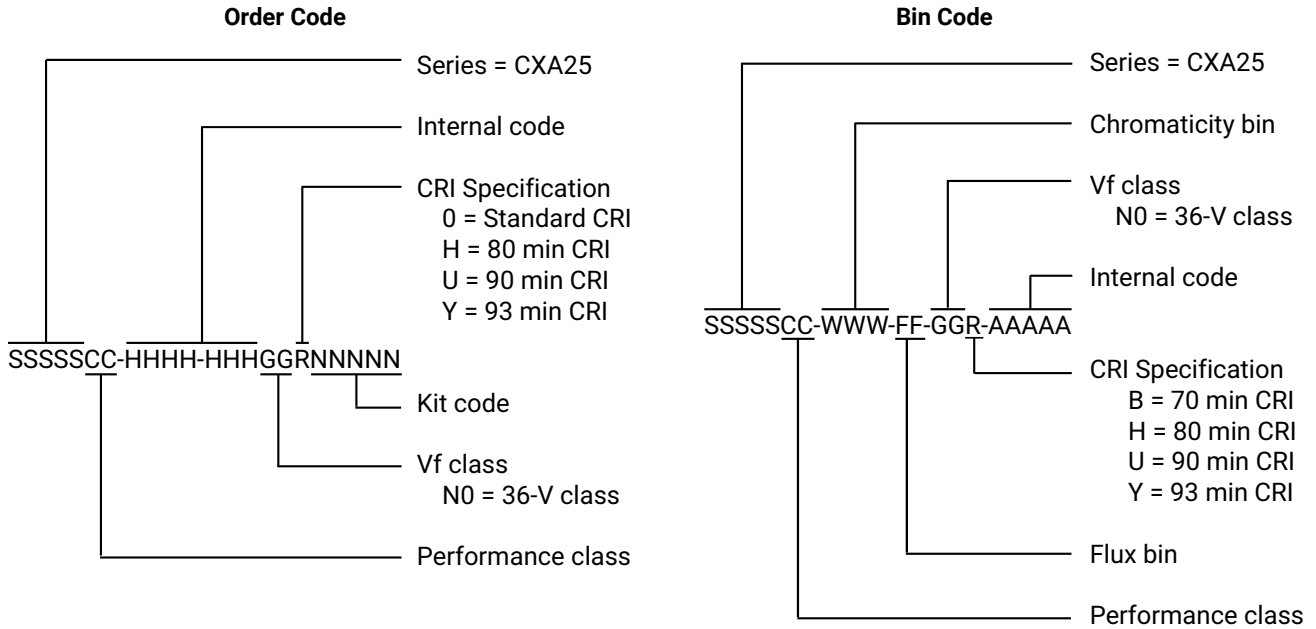 Order Code
Series = CXA25
Internal code
CRI Specification
0 = Standard CRI
H = 80 min CRI
U = 90 min CRI
Y = 93 min CRI
SSSSSCC-HHHH-HHHGGRNNNNN
Kit code
Vf class
N0 = 36-V class
Performance class
Bin Code
Series = CXA25
Chromaticity bin
Vf class
N0 = 36-V class
Internal code
SSSSSCC-WWW-FF-GGR-AAAAA
CRI Specification
B = 70 min CRI
H = 80 min CRI
U = 90 min CRI
Y = 93 min CRI
Flux bin
Performance class